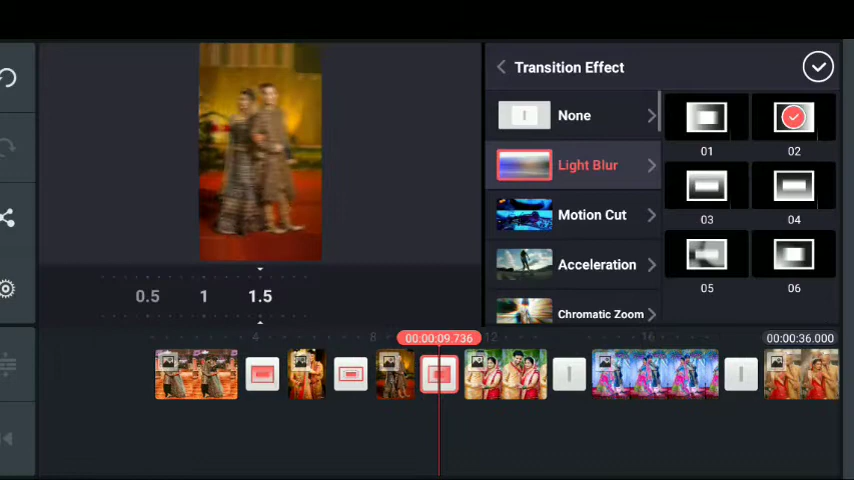 Transition Effect
None
01
02
Light Blur
03
04
Motion Cut
Acceleration
05
06
Chromatic Zoom
0.5 1 1.5
4
8
00:00:09.736
12
16
00:00:36.000